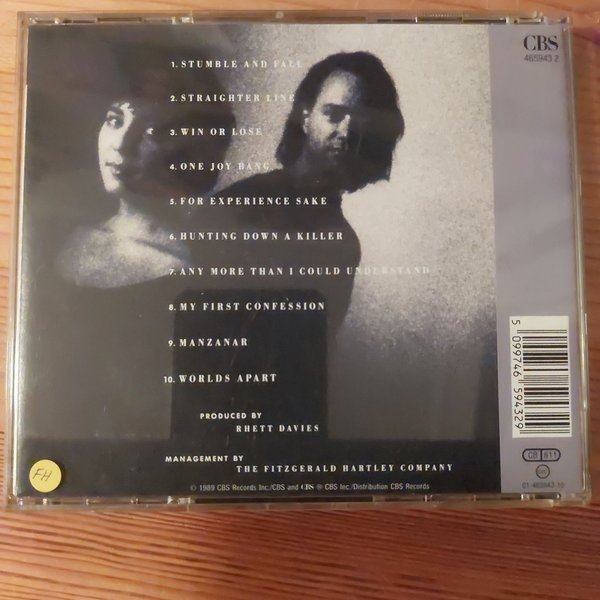 CBS
465943 2
1. STUMBLE AND FALL
2. STRAIGHTER LINE
3. WIN OR LOSE
4. ONE JOY BANG
5. FOR EXPERIENCE SAKE
6. HUNTING DOWN A KILLER
7. ANY MORE THAN I COULD UNDERSTAND
8. MY FIRST CONFESSION
9. MANZANAR
10. WORLDS APART
PRODUCED BY
RHETT DAVIES
MANAGEMENT BY
THE FITZGERALD HARTLEY COMPANY
© 1989 CBS Records Inc./CBS and CBS ® CBS Inc./Distribution CBS Records
5 099746 594329
CB 811
01-465943-10
FH